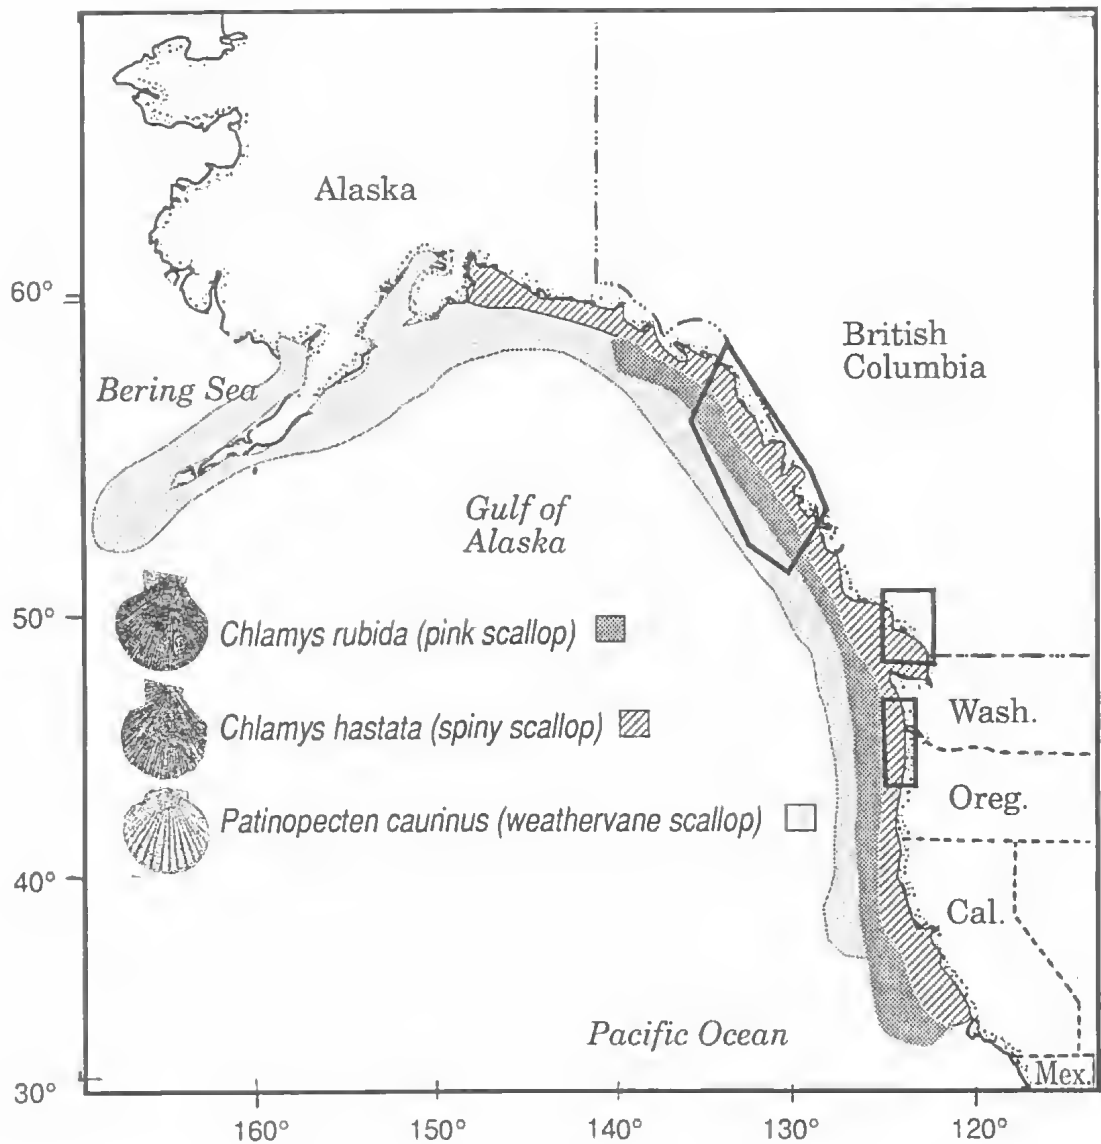 Alaska
60°
British
Columbia
Bering Sea
Gulf of
Alaska
50°
Chlamys rubida (pink scallop)
Chlamys hastata (spiny scallop)
Wash.
Oreg.
Patinopecten caurinus (weathervane scallop)
40°
Cal.
Pacific Ocean
Mex.
30°
160°
150°
140°
130°
120°